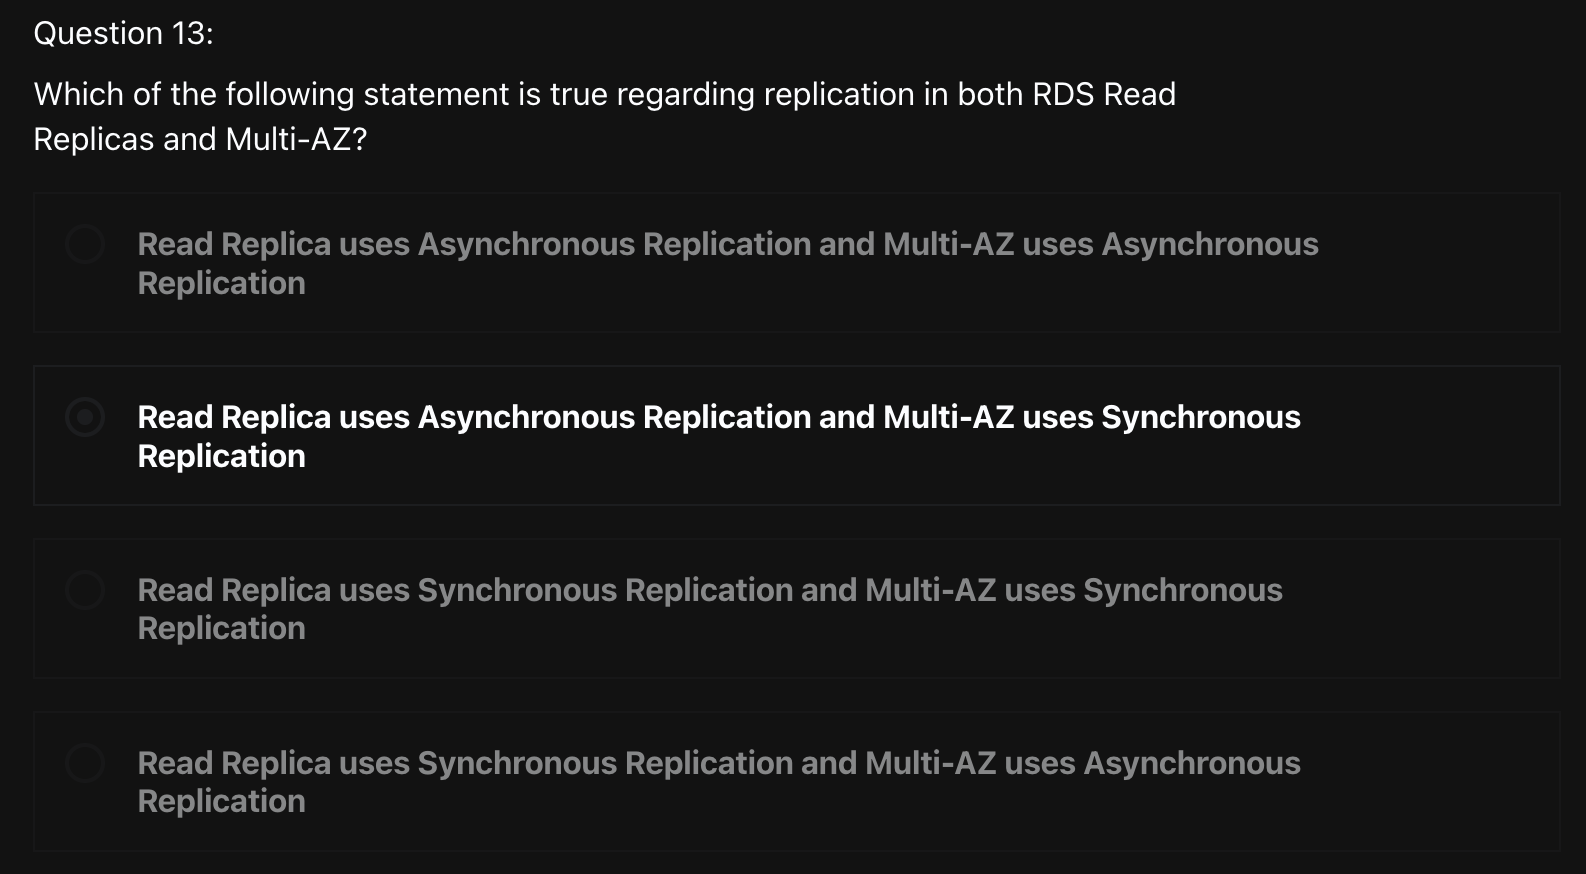 Question 13:
Which of the following statement is true regarding replication in both RDS Read
Replicas and Multi-AZ?
Read Replica uses Asynchronous Replication and Multi-AZ uses Asynchronous
Replication
Read Replica uses Asynchronous Replication and Multi-AZ uses Synchronous
Replication
Read Replica uses Synchronous Replication and Multi-AZ uses Synchronous
Replication
Read Replica uses Synchronous Replication and Multi-AZ uses Asynchronous
Replication